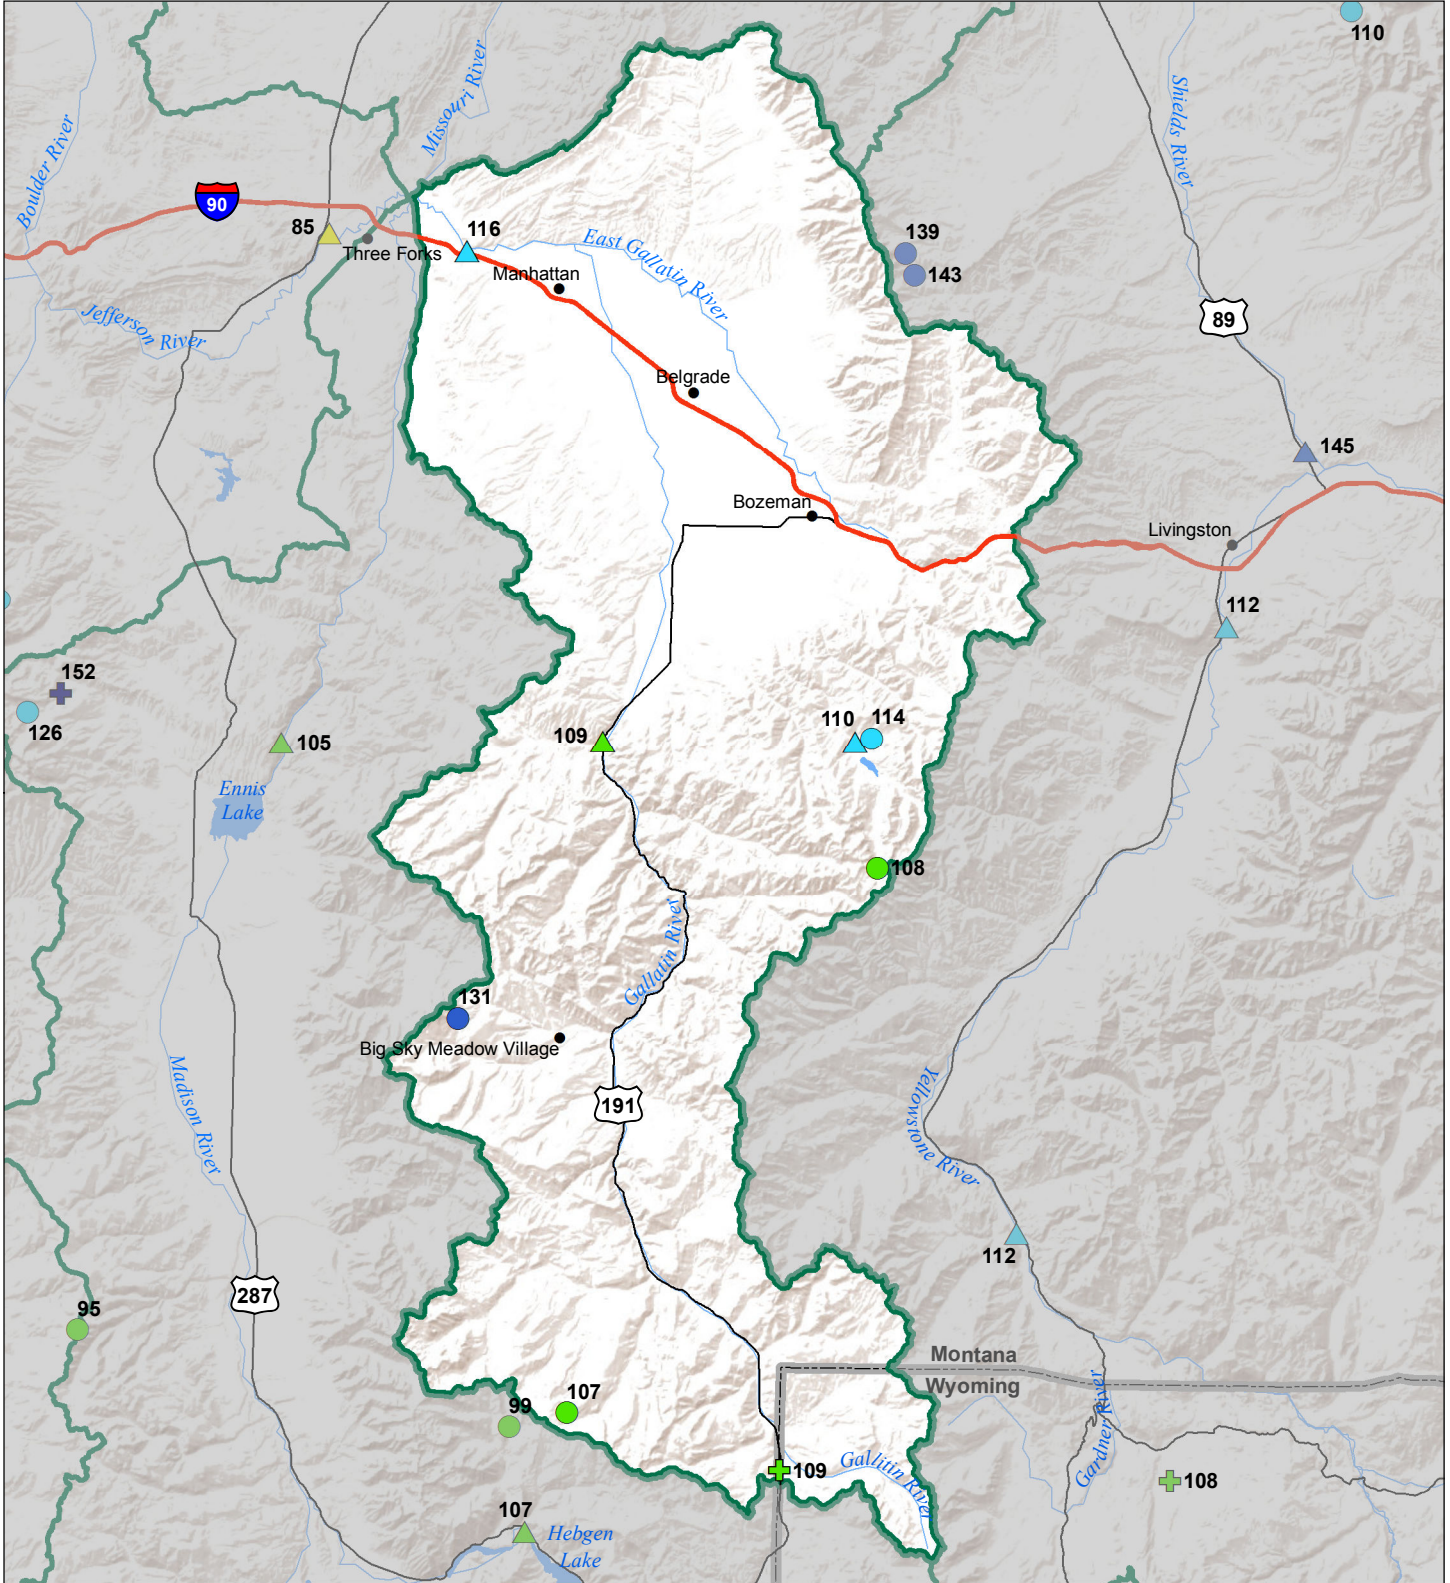 110
Missouri River
Shields River
Boulder River
90
85
116
Three Forks
East Gallatin River
139
Manhattan
143
Jefferson River
89
Belgrade
145
Bozeman
Livingston
112
152
126
105
109
110
114
Ennis
Lake
108
Gallatin River
131
Big Sky Meadow Village
Madison River
191
Yellowstone River
112
287
95
Montana
Wyoming
99
107
Gardner River
109
Gallitin River
108
107
Hebgen
Lake